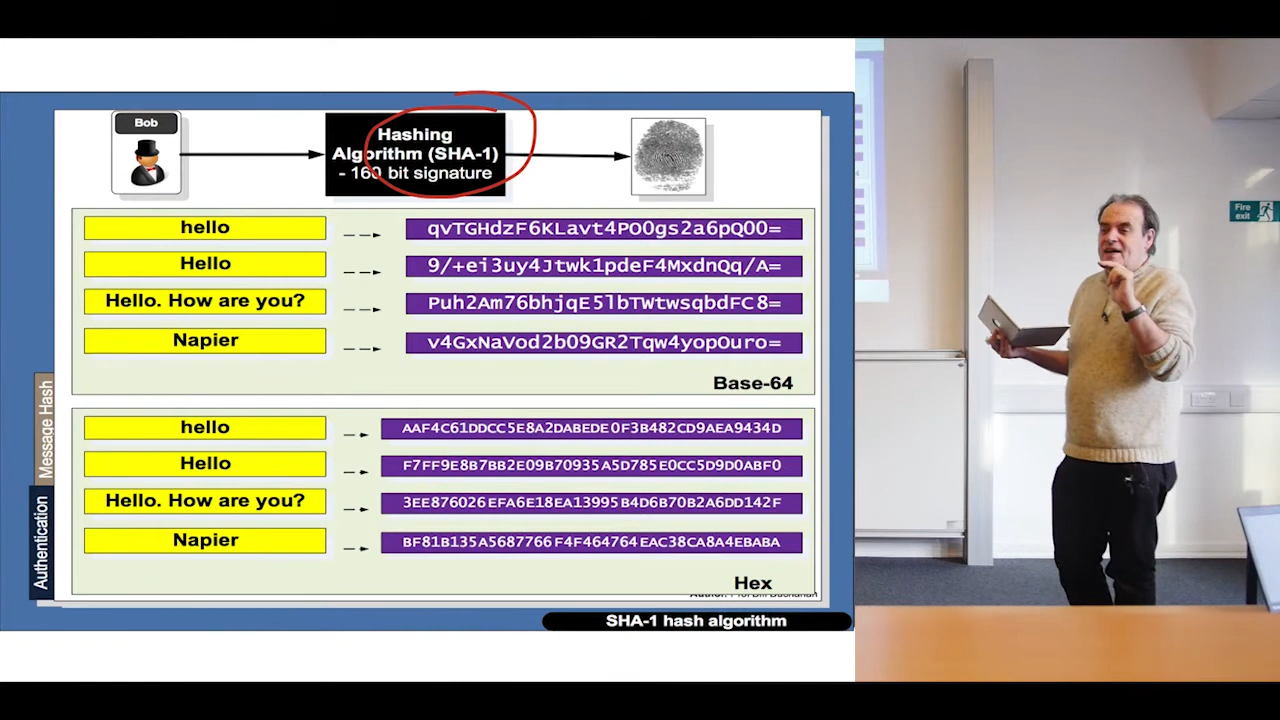 Bob
Hashing
Algorithm (SHA-1)
- 160 bit signature
hello
qvTGHdzF6KLavt4PO0gs2a6pQ00=
Hello
9/+ei3uy4Jtwk1pdeF4MxdnQq/A=
Hello. How are you?
Puh2Am76bhjqE5lbTWtwsqbdFC8=
Napier
v4GxNaVod2b09GR2Tqw4yopOuro=
Base-64
hello
AAF4C61DDCC5E8A2DABEDE0F3B482CD9AEA9434D
Hello
F7FF9E8B7BB2E09B70935A5D785E0CC5D9D0ABF0
Hello. How are you?
3EE876026EFA6E18EA13995B4D6B70B2A6DD142F
Napier
BF81B135A5687766F4F464764EAC38CA8A4EBABA
Hex
SHA-1 hash algorithm
Message Hash
Authentication
Fire
exit